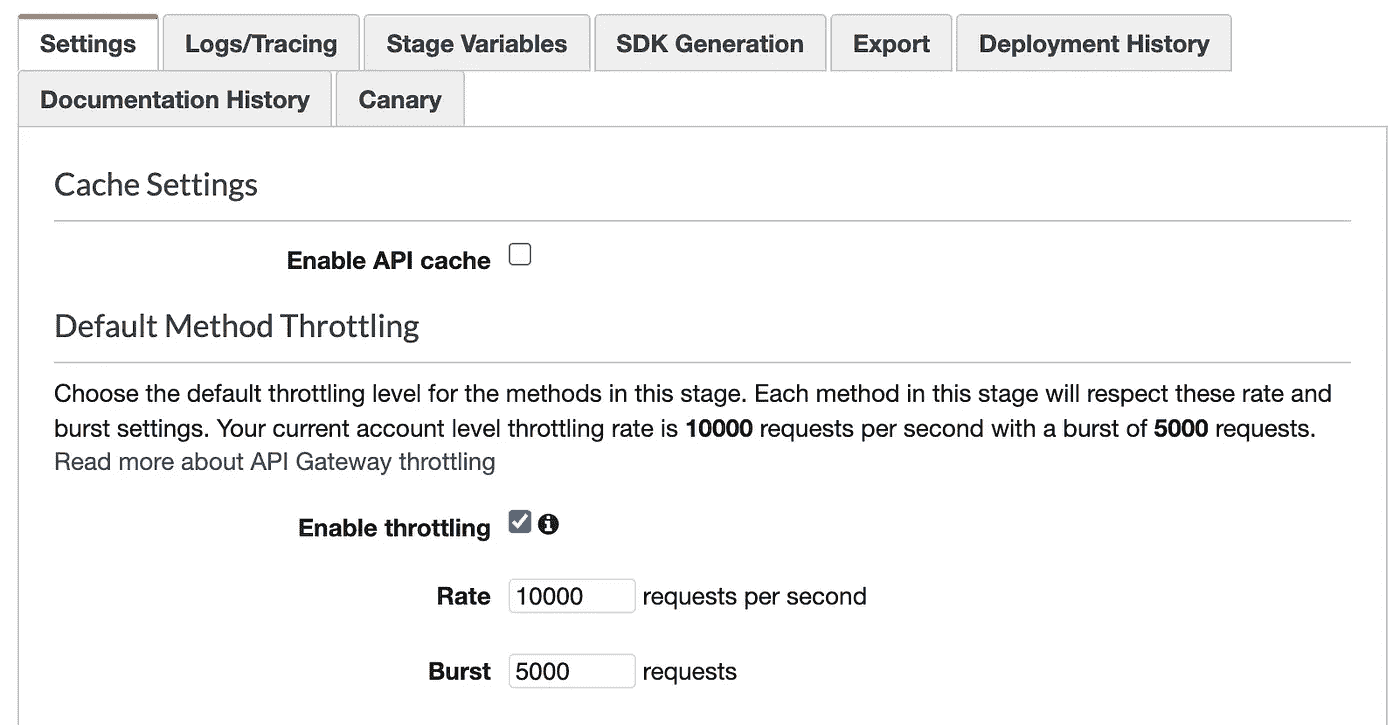 Settings
Logs/Tracing
Stage Variables
SDK Generation
Export
Deployment History
Documentation History
Canary
Cache Settings
Enable API cache
Default Method Throttling
Choose the default throttling level for the methods in this stage. Each method in this stage will respect these rate and
burst settings. Your current account level throttling rate is 10000 requests per second with a burst of 5000 requests.
Read more about API Gateway throttling
Enable throttling
Rate 10000 requests per second
Burst 5000 requests